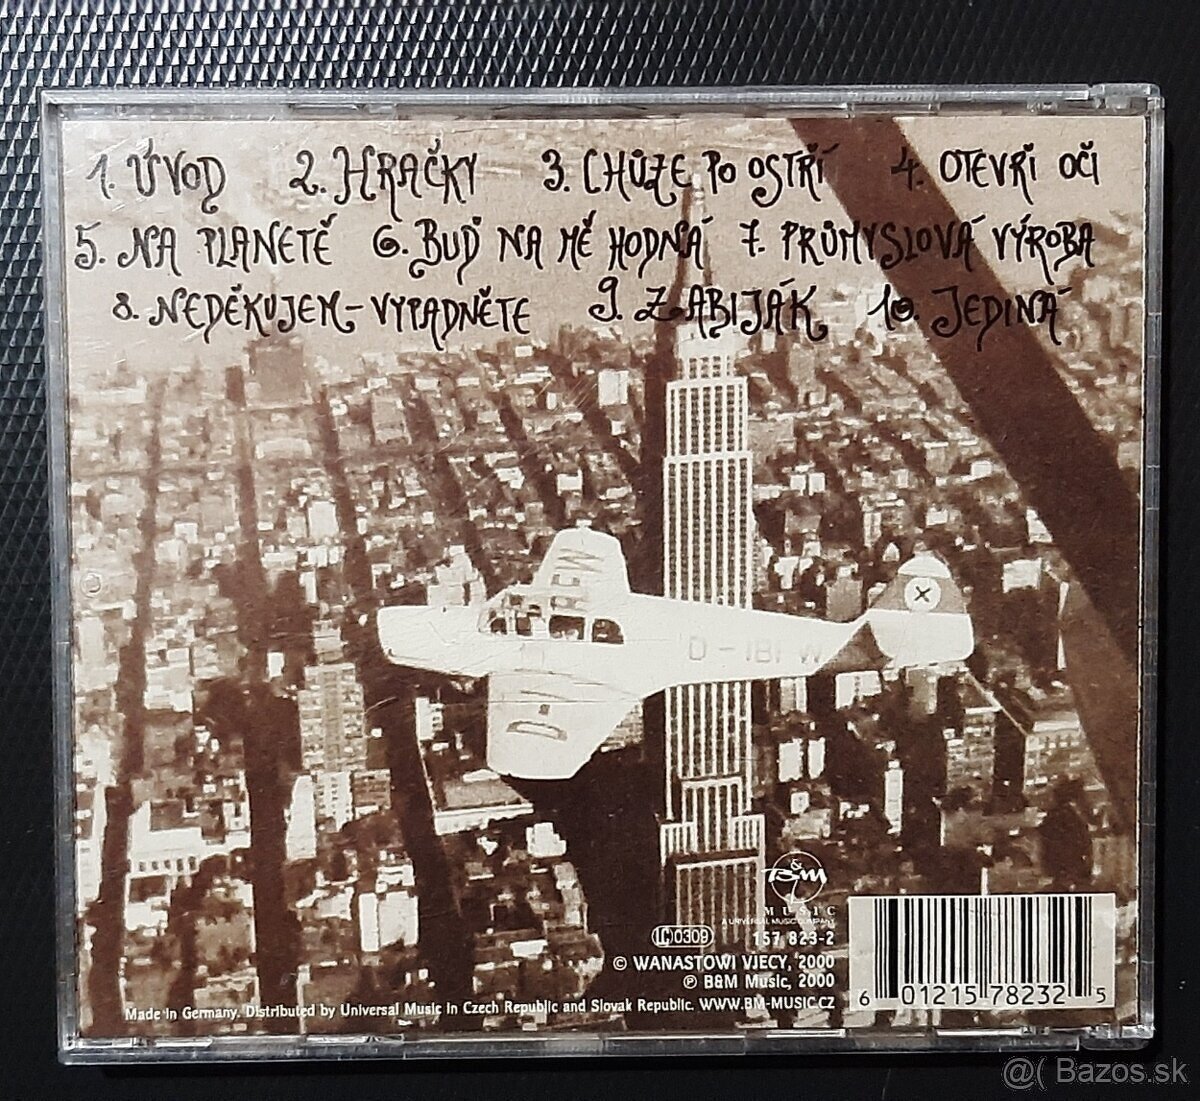 1. ÚVOD 2. HRAČKY 3. CHŮZE PO OSTŘÍ 4. OTEVŘI OČI
5. NA PLANETĚ 6. BUĎ NA MĚ HODNÁ 7. PRŮMYSLOVÁ VÝROBA
8. NEDĚKUJEM-VYPADNĚTE 9. ZABIJÁK 10. JEDINÁ
D-IBFW
D-
B&M
MUSIC
A UNIVERSAL MUSIC COMPANY
LC 0309 157 823-2
© WANASTOWI VJECY, 2000
℗ B&M Music, 2000
Made in Germany. Distributed by Universal Music in Czech Republic and Slovak Republic. WWW.BM-MUSIC.CZ
6 01215 78232 5
@( Bazos.sk